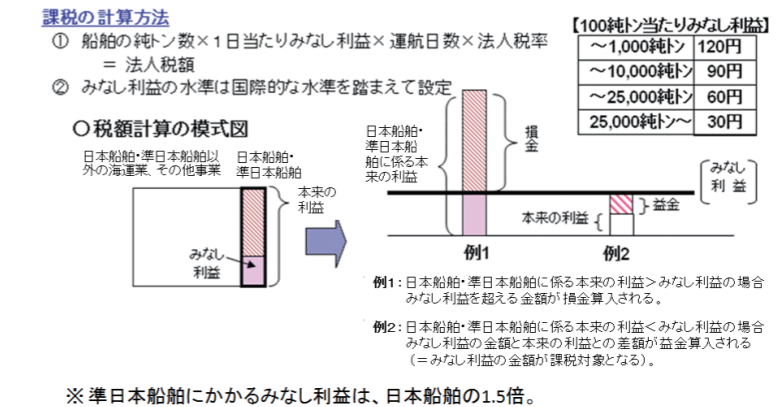 課税の計算方法
① 船舶の純トン数×1日当たりみなし利益×運航日数×法人税率
＝ 法人税額
② みなし利益の水準は国際的な水準を踏まえて設定
【100純トン当たりみなし利益】
～1,000純トン 120円
～10,000純トン 90円
～25,000純トン 60円
25,000純トン～ 30円
〇税額計算の模式図
日本船舶・準日本船舶以
外の海運業、その他事業
日本船舶・
準日本船舶
本来の
利益
みなし
利益
日本船舶・
準日本船
舶に係る本
来の利益
損
金
みなし
利 益
本来の利益
益金
例1
例2
例1：日本船舶・準日本船舶に係る本来の利益＞みなし利益の場合
みなし利益を超える金額が損金算入される。
例2：日本船舶・準日本船舶に係る本来の利益＜みなし利益の場合
みなし利益の金額と本来の利益との差額が益金算入される
（＝みなし利益の金額が課税対象となる）。
※ 準日本船舶にかかるみなし利益は、日本船舶の1.5倍。